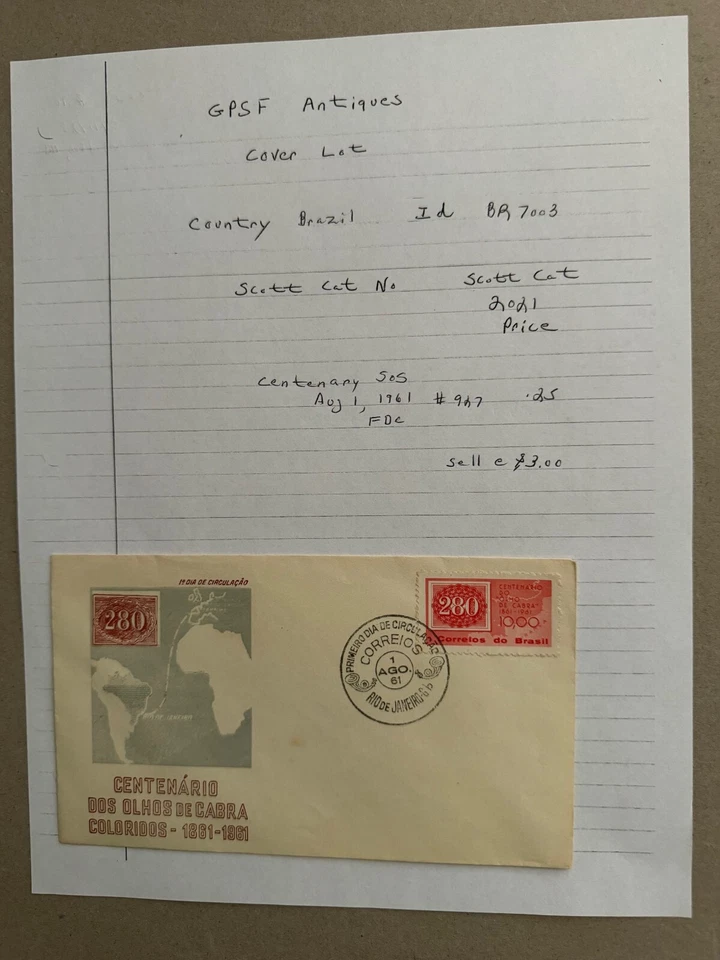 GPSF Antiques
Cover Lot
Country Brazil Id BR7003
Scott Cat No Scott Cat
2021
Price
Centenary SoS
Aug 1, 1961 #927 .25
FDC
sell @ $3.00
1º DIA DE CIRCULAÇÃO
280
CENTENÁRIO
DOS OLHOS DE CABRA
COLORIDOS - 1861-1961
PRIMEIRO DIA DE CIRCULAÇÃO
CORREIOS
1
AGO.
61
RIO DE JANEIRO-GB
280
CENTENÁRIO
DO
DE CABRA"
1861-1961
10,00
Correios do Brasil